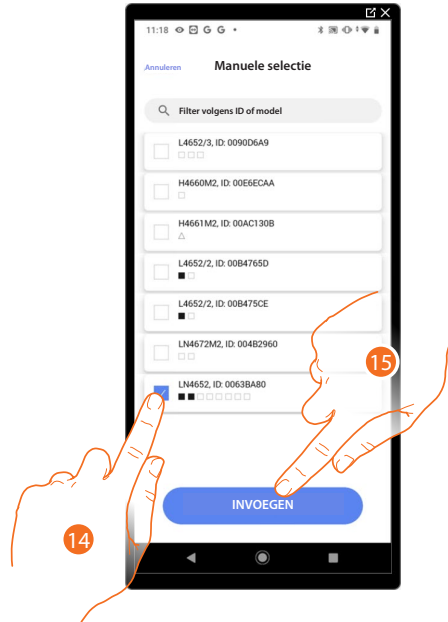 11:18 G G
Annuleren Manuele selectie
Filter volgens ID of model
L4652/3, ID: 0090D6A9
H4660M2, ID: 00E6ECAA
H4661M2, ID: 00AC130B
L4652/2, ID: 00B4765D
L4652/2, ID: 00B475CE
LN4672M2, ID: 004B2960
LN4652, ID: 0063BA80
15
INVOEGEN
14